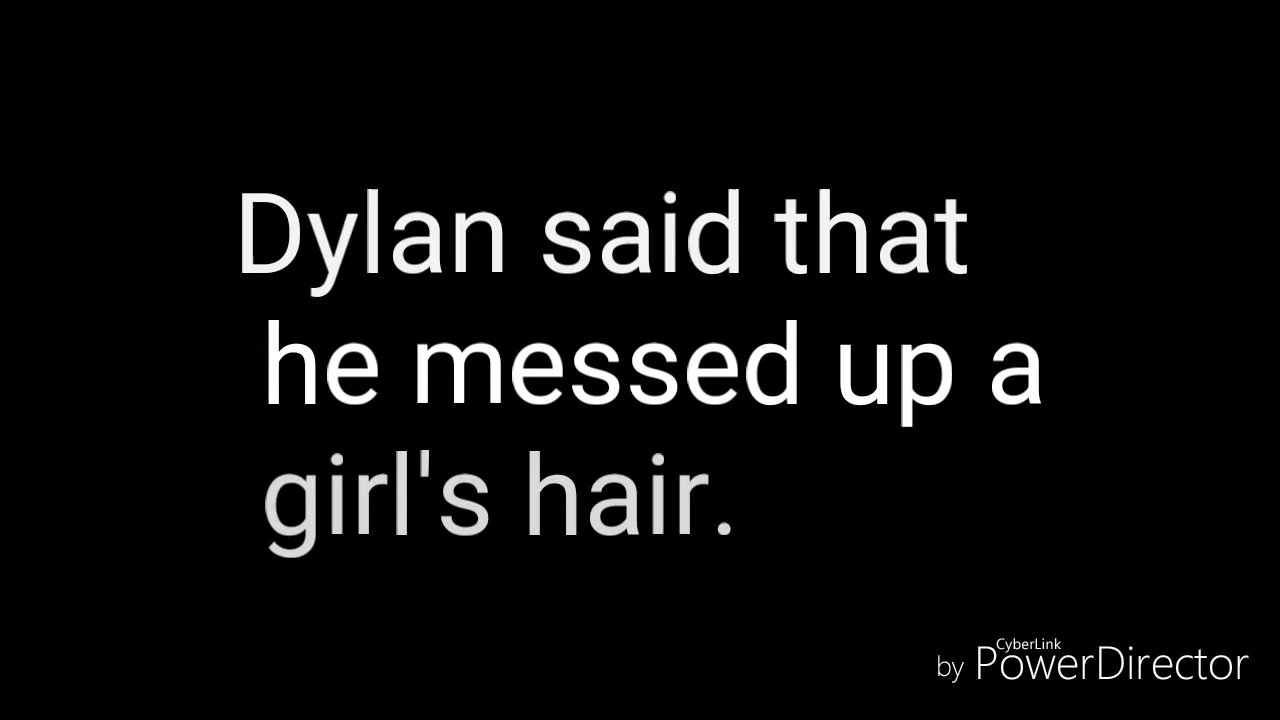 Dylan said that
he messed up a
girl's hair.
CyberLink
by PowerDirector